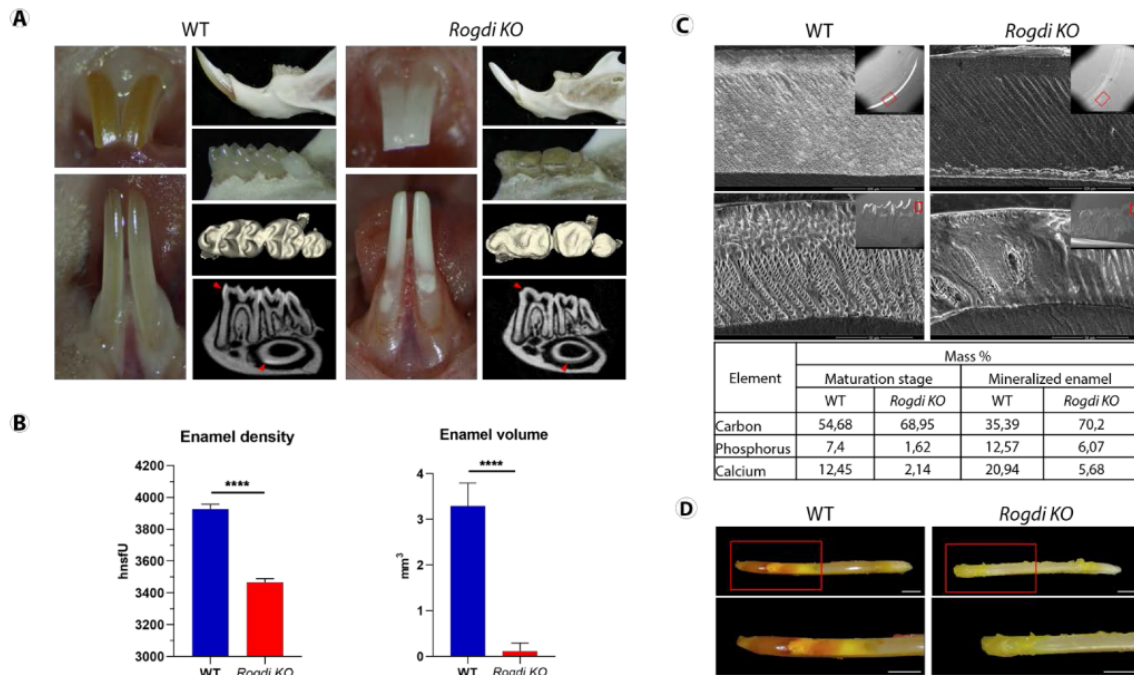 A
WT
Rogdi KO
B
Enamel density
4200
4000
3800
3600
3400
3200
3000
hnsfU
****
WT
Rogdi KO
Enamel volume
4
3
2
1
0
mm3
****
WT
Rogdi KO
C
WT
Rogdi KO
Element
Mass %
Maturation stage
Mineralized enamel
WT
Rogdi KO
WT
Rogdi KO
Carbon 54,68 68,95 35,39 70,2
Phosphorus 7,4 1,62 12,57 6,07
Calcium 12,45 2,14 20,94 5,68
D
WT
Rogdi KO